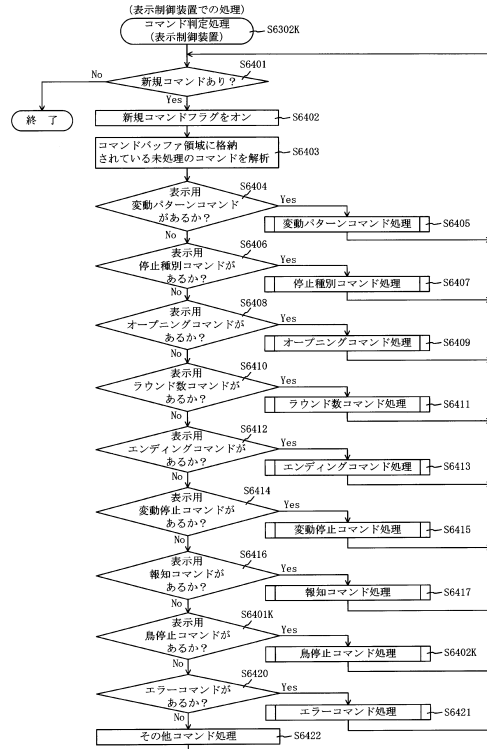 (表示制御装置での処理)
コマンド判定処理
(表示制御装置)
S6302K
S6401
新規コマンドあり?
No
Yes
終 了
新規コマンドフラグをオン
S6402
コマンドバッファ領域に格納
されている未処理のコマンドを解析
S6403
S6404
表示用
変動パターンコマンド
があるか?
Yes
No
変動パターンコマンド処理
S6405
S6406
表示用
停止種別コマンドが
あるか?
Yes
No
停止種別コマンド処理
S6407
S6408
表示用
オープニングコマンドが
あるか?
Yes
No
オープニングコマンド処理
S6409
S6410
表示用
ラウンド数コマンドが
あるか?
Yes
No
ラウンド数コマンド処理
S6411
S6412
表示用
エンディングコマンドが
あるか?
Yes
No
エンディングコマンド処理
S6413
S6414
表示用
変動停止コマンドが
あるか?
Yes
No
変動停止コマンド処理
S6415
S6416
表示用
報知コマンドが
あるか?
Yes
No
報知コマンド処理
S6417
S6401K
表示用
鳥停止コマンドが
あるか?
Yes
No
鳥停止コマンド処理
S6402K
S6420
エラーコマンドが
あるか?
Yes
No
エラーコマンド処理
S6421
その他コマンド処理
S6422